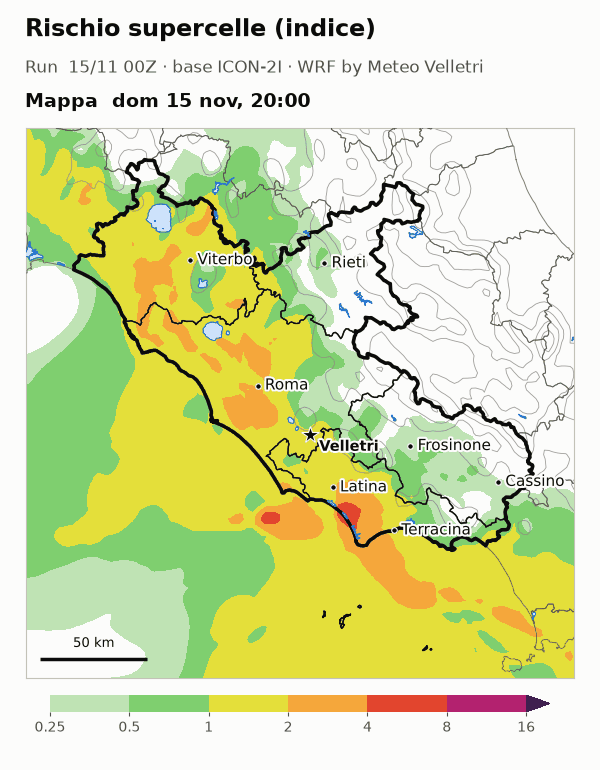 Rischio supercelle (indice)
Run  15/11 00Z · base ICON-2I · WRF by Meteo Velletri
Mappa  dom 15 nov, 20:00
Viterbo
Rieti
Roma
Velletri
Frosinone
Cassino
Latina
Terracina
50 km
0.25 0.5 1 2 4 8 16